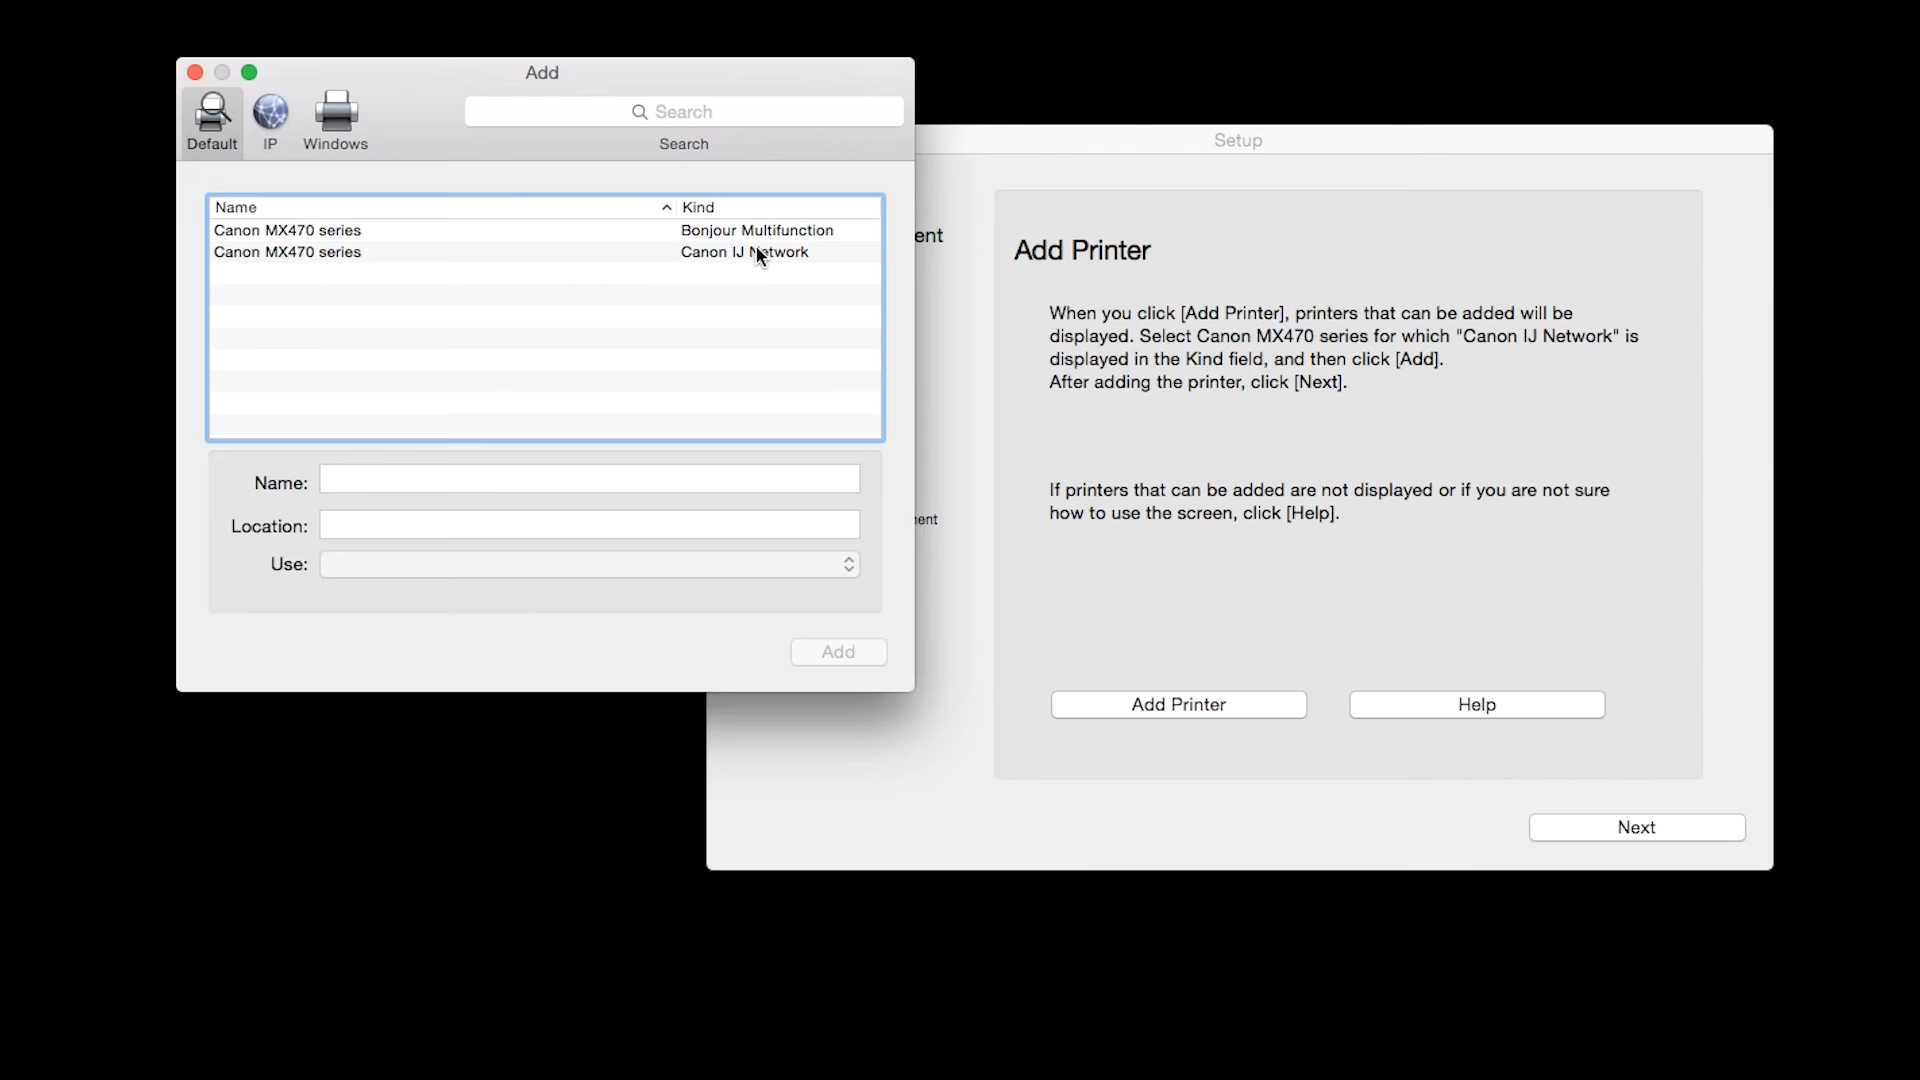 Add
Default
IP
Windows
Search
Search
Name
Kind
Canon MX470 series
Bonjour Multifunction
Canon MX470 series
Canon IJ Network
Name:
Location:
Use:
Add
Setup
ent
ent
Add Printer
When you click [Add Printer], printers that can be added will be
displayed. Select Canon MX470 series for which "Canon IJ Network" is
displayed in the Kind field, and then click [Add].
After adding the printer, click [Next].
If printers that can be added are not displayed or if you are not sure
how to use the screen, click [Help].
Add Printer
Help
Next